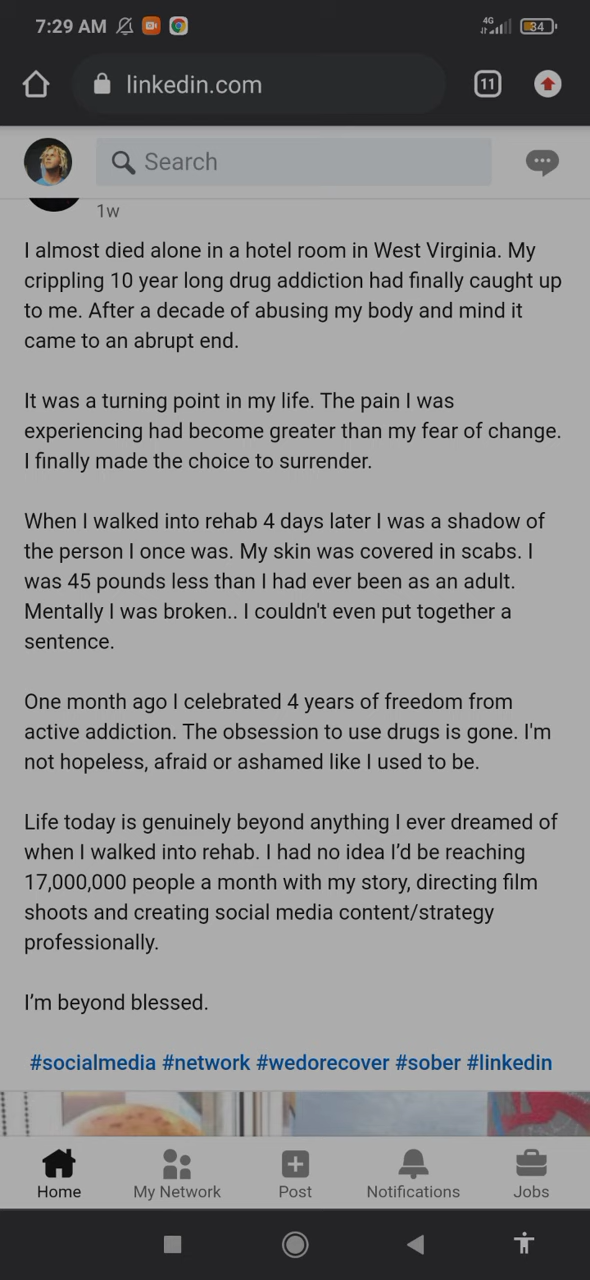 7:29 AM
4G
34
linkedin.com
11
Search
1w
I almost died alone in a hotel room in West Virginia. My
crippling 10 year long drug addiction had finally caught up
to me. After a decade of abusing my body and mind it
came to an abrupt end.
It was a turning point in my life. The pain I was
experiencing had become greater than my fear of change.
I finally made the choice to surrender.
When I walked into rehab 4 days later I was a shadow of
the person I once was. My skin was covered in scabs. I
was 45 pounds less than I had ever been as an adult.
Mentally I was broken.. I couldn't even put together a
sentence.
One month ago I celebrated 4 years of freedom from
active addiction. The obsession to use drugs is gone. I'm
not hopeless, afraid or ashamed like I used to be.
Life today is genuinely beyond anything I ever dreamed of
when I walked into rehab. I had no idea I’d be reaching
17,000,000 people a month with my story, directing film
shoots and creating social media content/strategy
professionally.
I’m beyond blessed.
#socialmedia #network #wedorecover #sober #linkedin
Home My Network Post Notifications Jobs